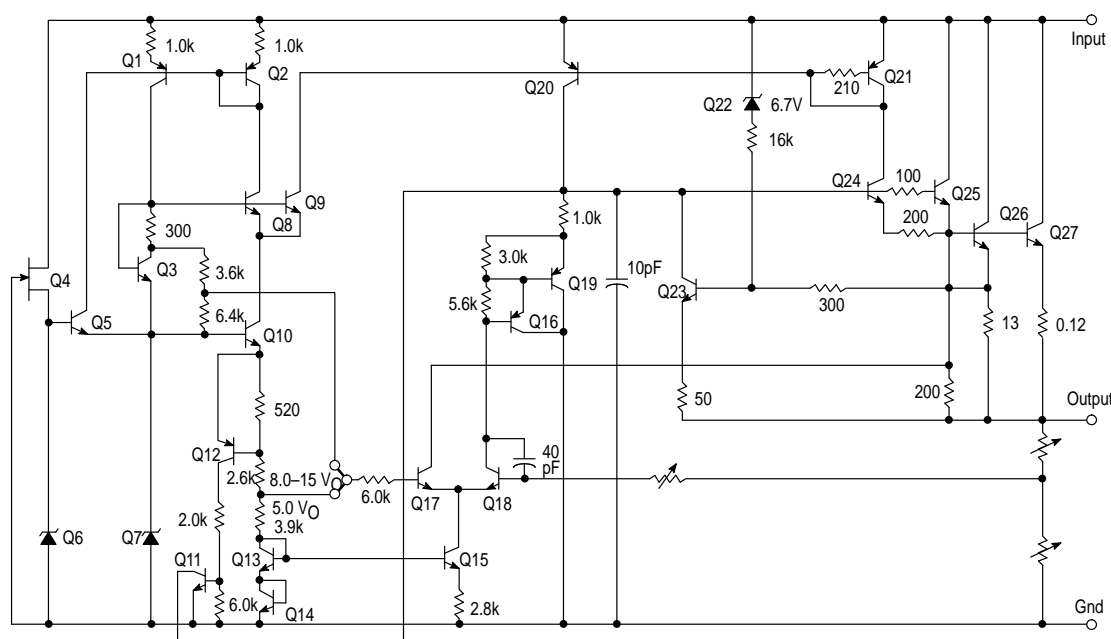 Input
1.0k
1.0k
Q1
Q2
Q20
Q21
210
Q22
6.7V
16k
Q24
100
Q25
Q9
Q8
200
Q26
Q27
300
1.0k
3.0k
Q3
3.6k
10pF
Q19
Q4
Q23
5.6k
300
Q5
6.4k
Q16
13
0.12
Q10
200
50
Output
520
Q12
40
pF
2.6k
8.0–15 VO
6.0k
Q17
Q18
5.0 VO
3.9k
2.0k
Q6
Q7
Q13
Q15
Q11
6.0k
Q14
2.8k
Gnd